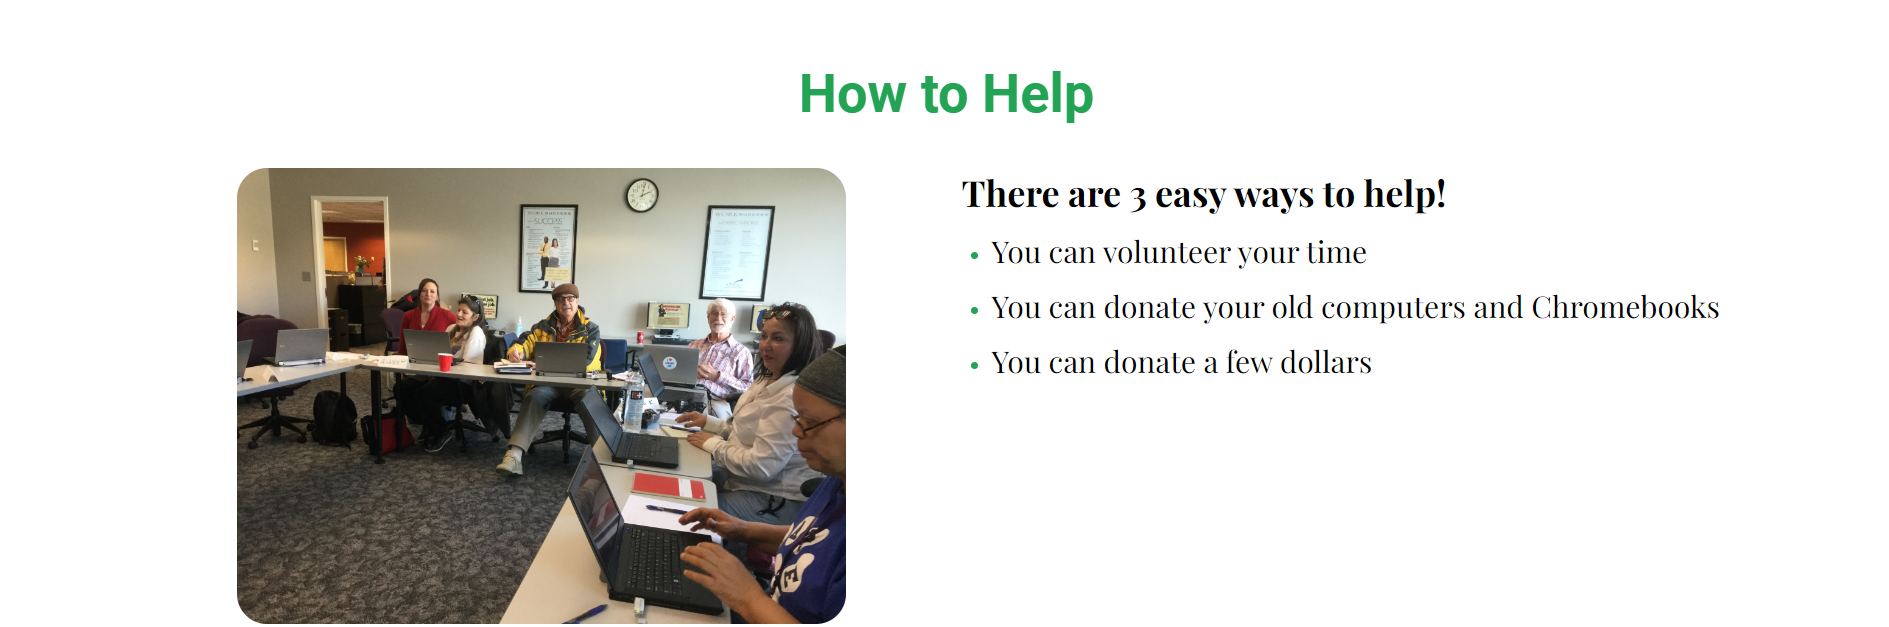 How to Help
There are 3 easy ways to help!
You can volunteer your time
You can donate your old computers and Chromebooks
You can donate a few dollars
SUCCESS